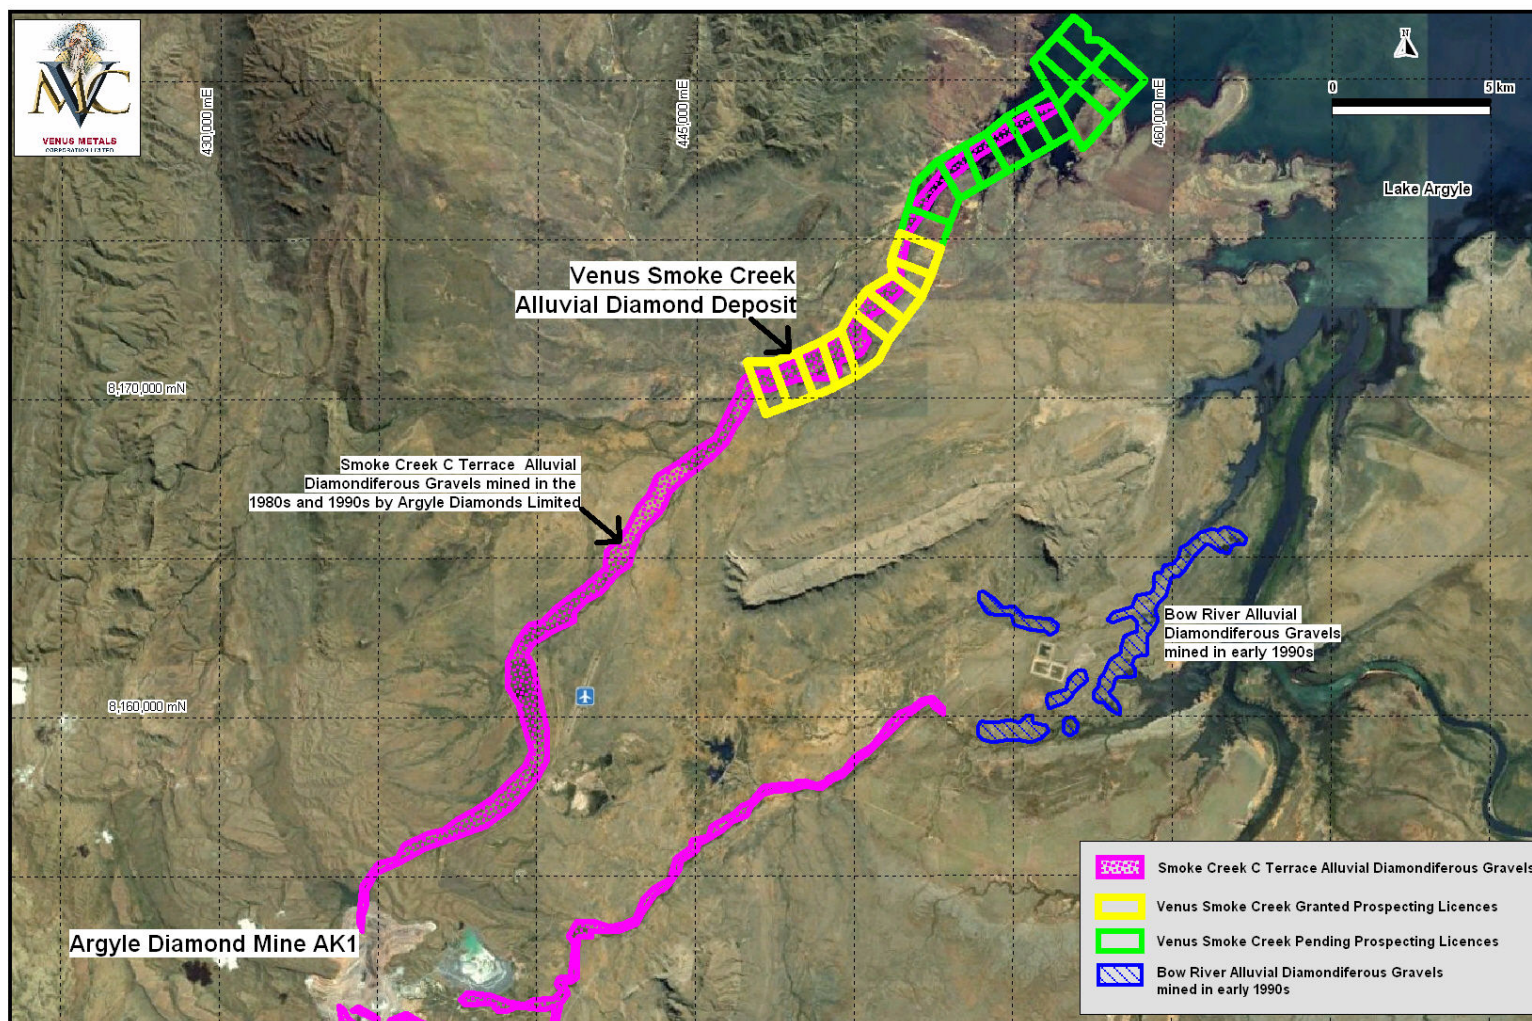 VMC
VENUS METALS
CORPORATION LIMITED
430,000 mE
445,000 mE
460,000 mE
N
0 5 km
Lake Argyle
Venus Smoke Creek
Alluvial Diamond Deposit
8,170,000 mN
Smoke Creek C Terrace Alluvial
Diamondiferous Gravels mined in the
1980s and 1990s by Argyle Diamonds Limited
Bow River Alluvial
Diamondiferous Gravels
mined in early 1990s
8,160,000 mN
Argyle Diamond Mine AK1
Smoke Creek C Terrace Alluvial Diamondiferous Gravels
Venus Smoke Creek Granted Prospecting Licences
Venus Smoke Creek Pending Prospecting Licences
Bow River Alluvial Diamondiferous Gravels
mined in early 1990s